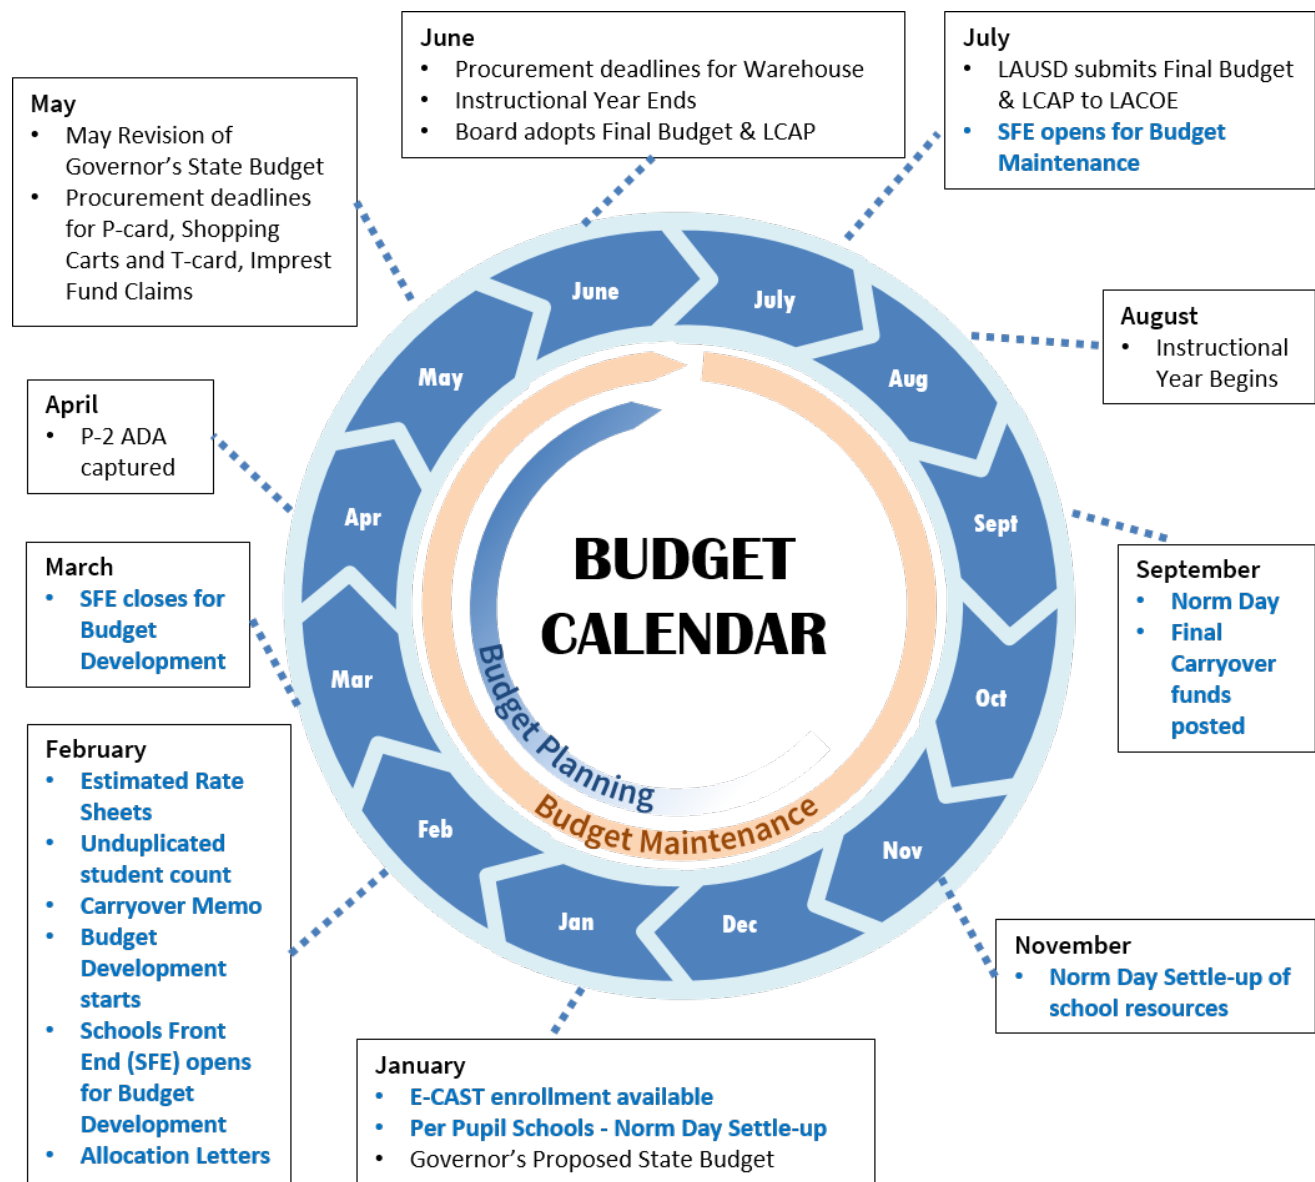 June
• Procurement deadlines for Warehouse
• Instructional Year Ends
• Board adopts Final Budget & LCAP
July
• LAUSD submits Final Budget
& LCAP to LACOE
• SFE opens for Budget
Maintenance
May
• May Revision of
Governor's State Budget
• Procurement deadlines
for P-card, Shopping
Carts and T-card, Imprest
Fund Claims
August
• Instructional
Year Begins
April
• P-2 ADA
captured
March
• SFE closes for
Budget
Development
September
• Norm Day
• Final
Carryover
funds
posted
February
• Estimated Rate
Sheets
• Unduplicated
student count
• Carryover Memo
• Budget
Development
starts
• Schools Front
End (SFE) opens
for Budget
Development
• Allocation Letters
November
• Norm Day Settle-up of
school resources
January
• E-CAST enrollment available
• Per Pupil Schools - Norm Day Settle-up
• Governor's Proposed State Budget
June
July
Aug
Sept
Oct
Nov
Dec
Jan
Feb
Mar
Apr
May
BUDGET
CALENDAR
Budget Planning
Budget Maintenance